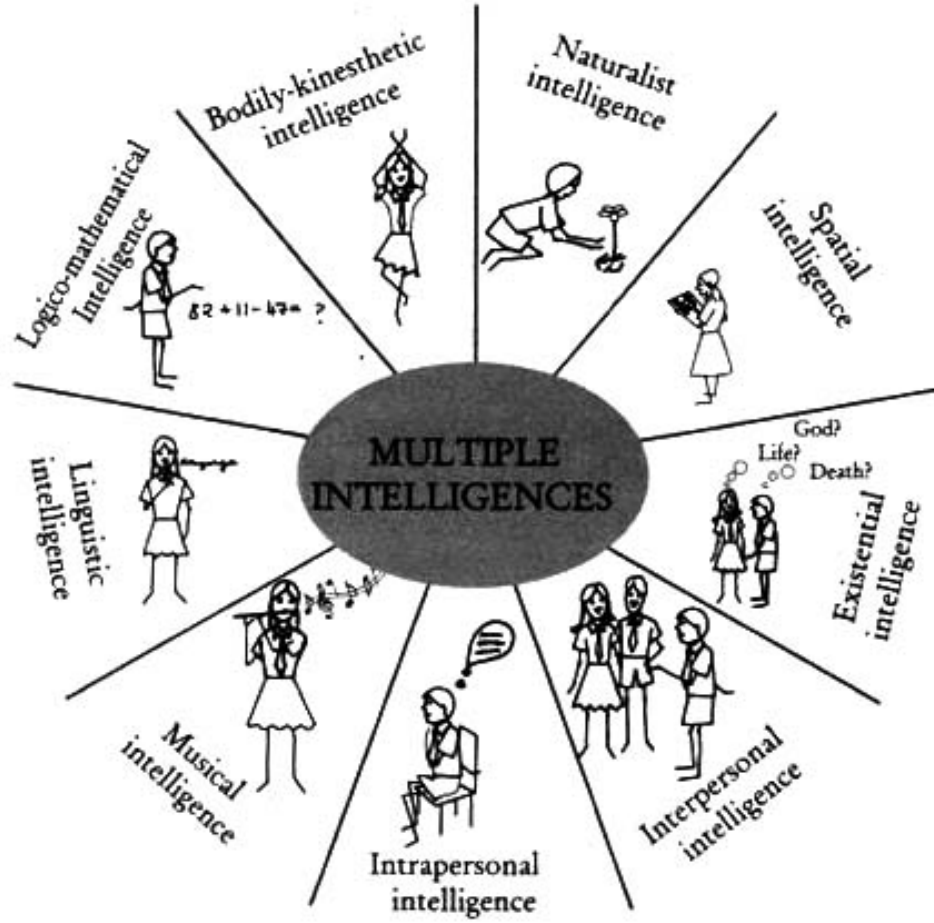 Bodily-kinesthetic
intelligence
Naturalist
intelligence
Spatial
intelligence
God?
Life?
Death?
Existential
intelligence
Interpersonal
intelligence
Intrapersonal
intelligence
Musical
intelligence
Linguistic
intelligence
Logico-mathematical
Intelligence
82 + 11 - 47 = ?
MULTIPLE
INTELLIGENCES